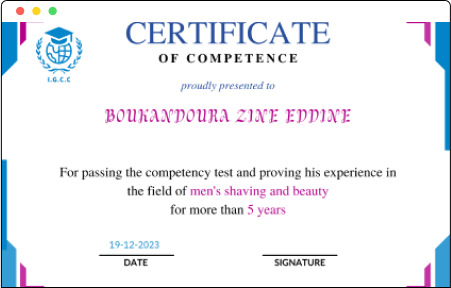 CERTIFICATE
OF COMPETENCE
I.G.C.C
proudly presented to
BOUKANDOURA ZINE EDDINE
For passing the competency test and proving his experience in
the field of men's shaving and beauty
for more than 5 years
19-12-2023
DATE
SIGNATURE